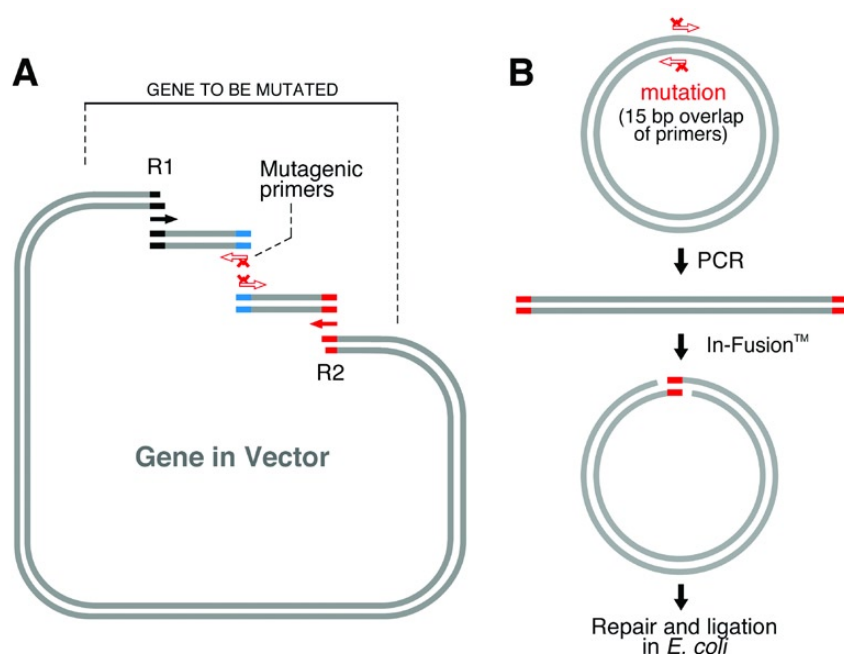 A
GENE TO BE MUTATED
R1
Mutagenic
primers
R2
Gene in Vector
B
mutation
(15 bp overlap
of primers)
PCR
In-Fusion™
Repair and ligation
in E. coli